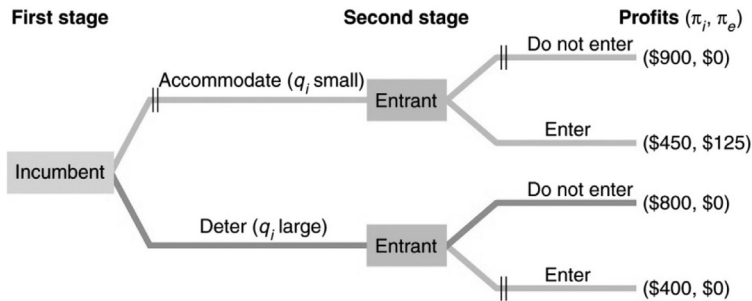 First stage Second stage Profits (πi, πe)
Do not enter
($900, $0)
Accommodate (qi small)
Entrant
Enter
($450, $125)
Incumbent
Do not enter
($800, $0)
Deter (qi large)
Entrant
Enter
($400, $0)